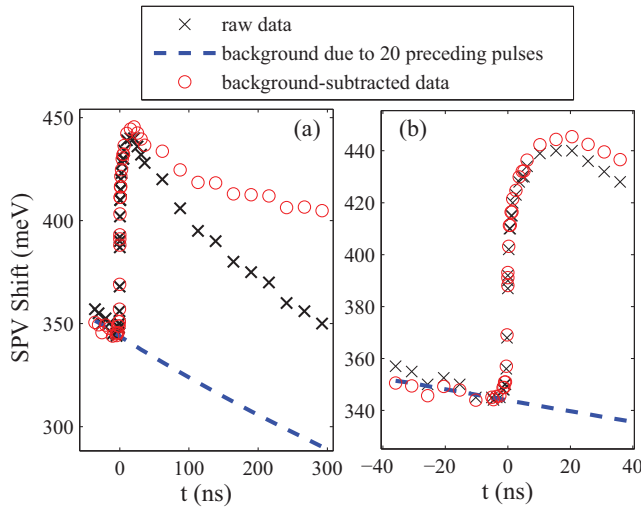 raw data
background due to 20 preceding pulses
background-subtracted data
(a)
(b)
SPV Shift (meV)
450
400
350
300
0
100
200
300
t (ns)
440
420
400
380
360
340
−40
−20
0
20
40
t (ns)